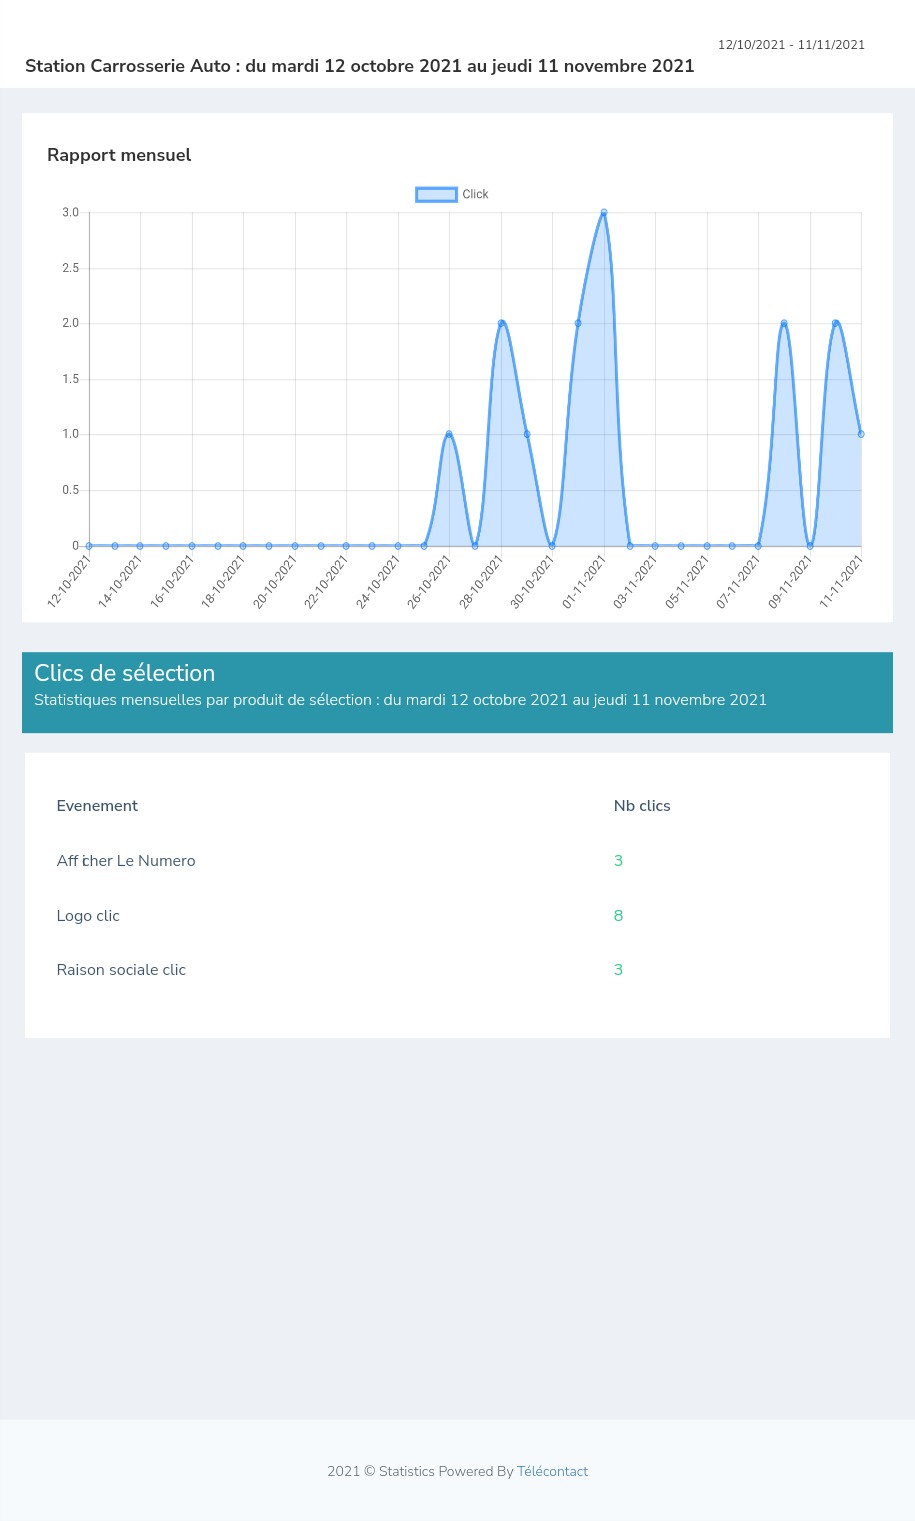 12/10/2021 - 11/11/2021
Station Carrosserie Auto : du mardi 12 octobre 2021 au jeudi 11 novembre 2021
Rapport mensuel
Click
3.0
2.5
2.0
1.5
1.0
0.5
0
12-10-2021
14-10-2021
16-10-2021
18-10-2021
20-10-2021
22-10-2021
24-10-2021
26-10-2021
28-10-2021
30-10-2021
01-11-2021
03-11-2021
05-11-2021
07-11-2021
09-11-2021
11-11-2021
Clics de sélection
Statistiques mensuelles par produit de sélection : du mardi 12 octobre 2021 au jeudi 11 novembre 2021
Evenement Nb clics
Afficher Le Numero 3
Logo clic 8
Raison sociale clic 3
2021 © Statistics Powered By Télécontact